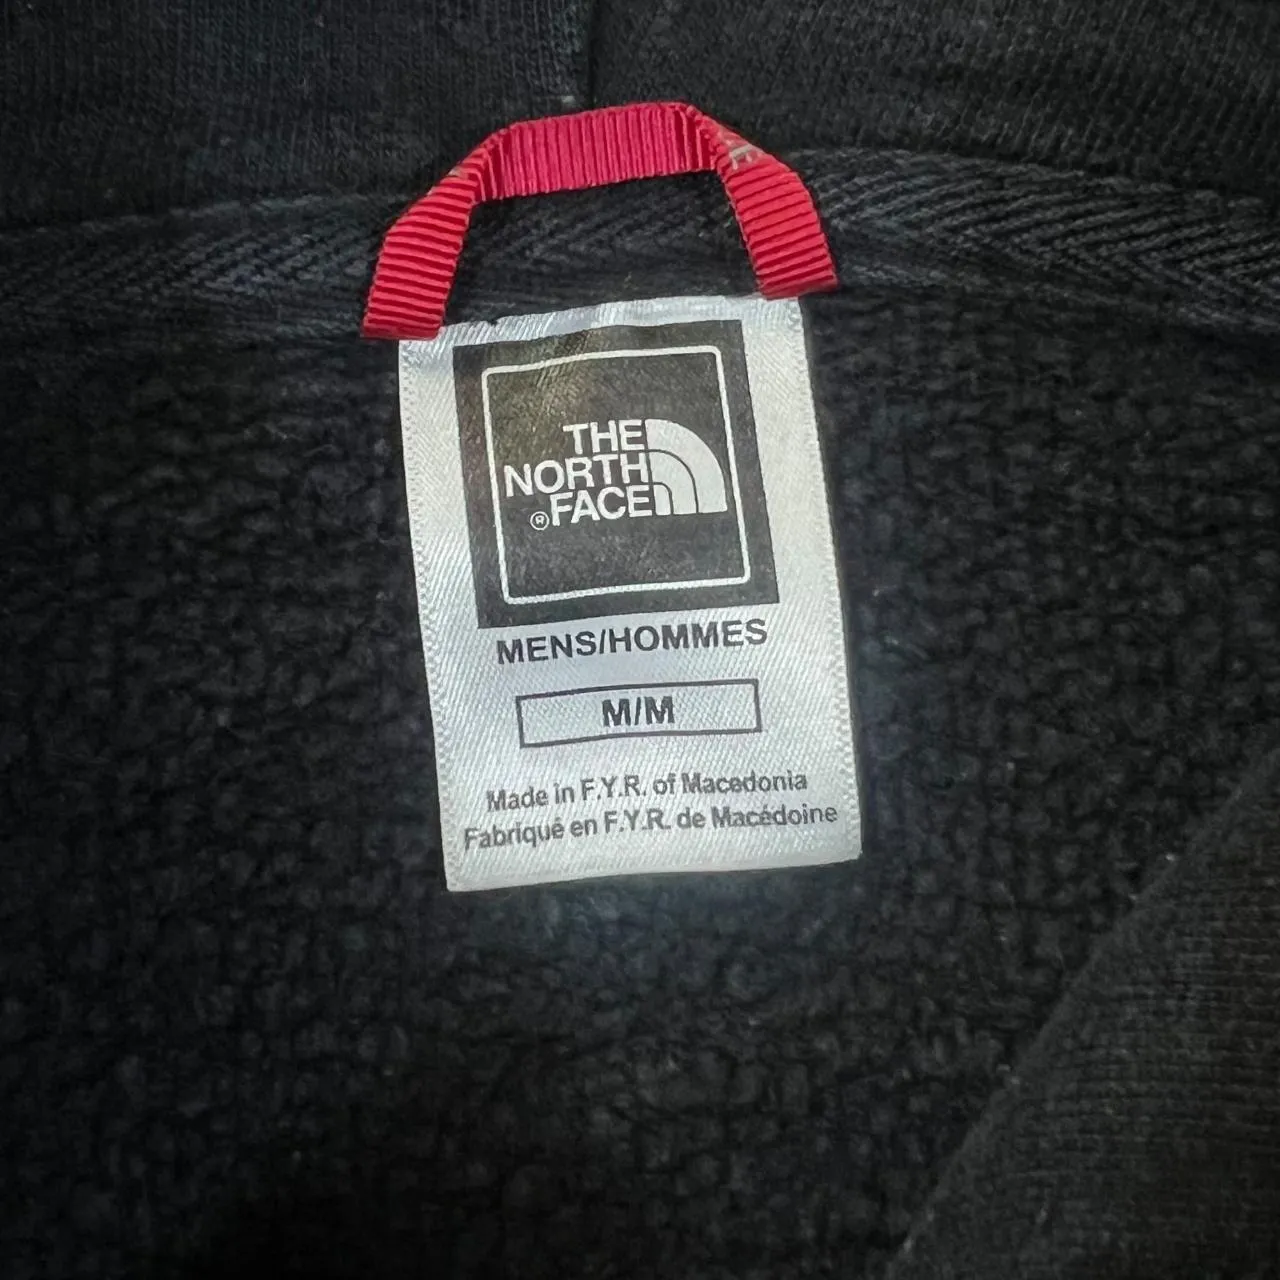 THE
NORTH
®FACE
MENS/HOMMES
M/M
Made in F.Y.R. of Macedonia
Fabriqué en F.Y.R. de Macédoine